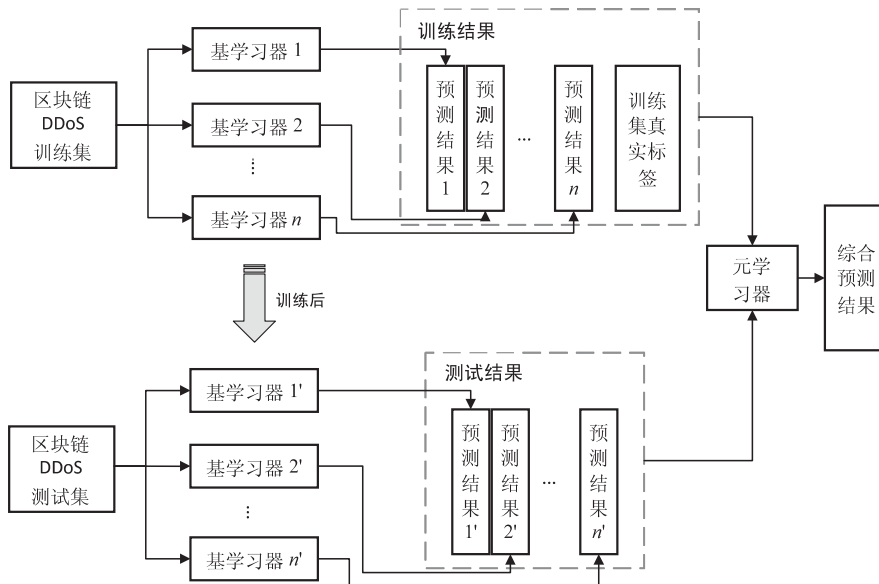 训练结果
基学习器 1
区块链
DDoS
训练集
基学习器 2
⋮
基学习器 n
预测结果1
预测结果2
...
预测结果n
训练集真实标签
训练后
元学
习器
综合
预测
结果
测试结果
基学习器 1'
区块链
DDoS
测试集
基学习器 2'
⋮
基学习器 n'
预测结果1'
预测结果2'
...
预测结果n'